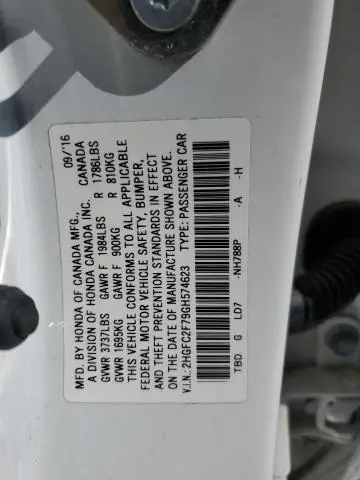 MFD. BY HONDA OF CANADA MFG., 09/16
A DIVISION OF HONDA CANADA INC. CANADA
GVWR 3737LBS GAWR F 1984LBS R 1786LBS
GVWR 1695KG GAWR F 900KG R 810KG
THIS VEHICLE CONFORMS TO ALL APPLICABLE
FEDERAL MOTOR VEHICLE SAFETY, BUMPER,
AND THEFT PREVENTION STANDARDS IN EFFECT
ON THE DATE OF MANUFACTURE SHOWN ABOVE.
V.I.N.: 2HGFC2F79GH574623 TYPE: PASSENGER CAR
TBD G LD7 -NH788P -A -H